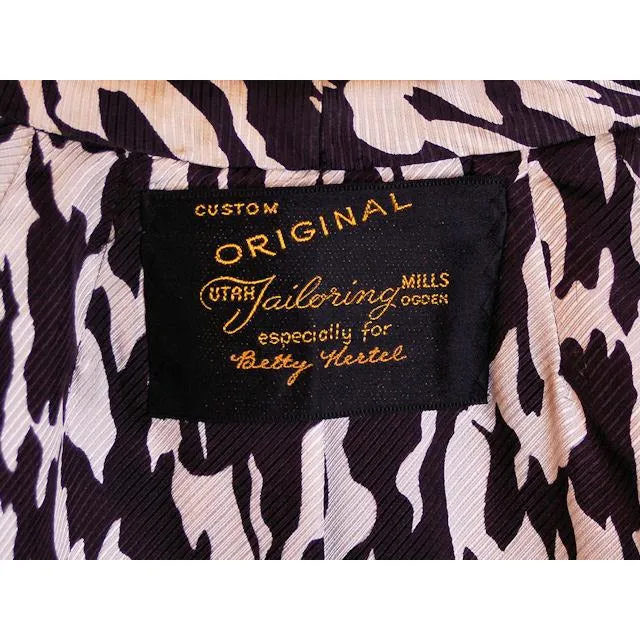 CUSTOM
ORIGINAL
UTAH Tailoring MILLS
OGDEN
especially for
Betty Hertel